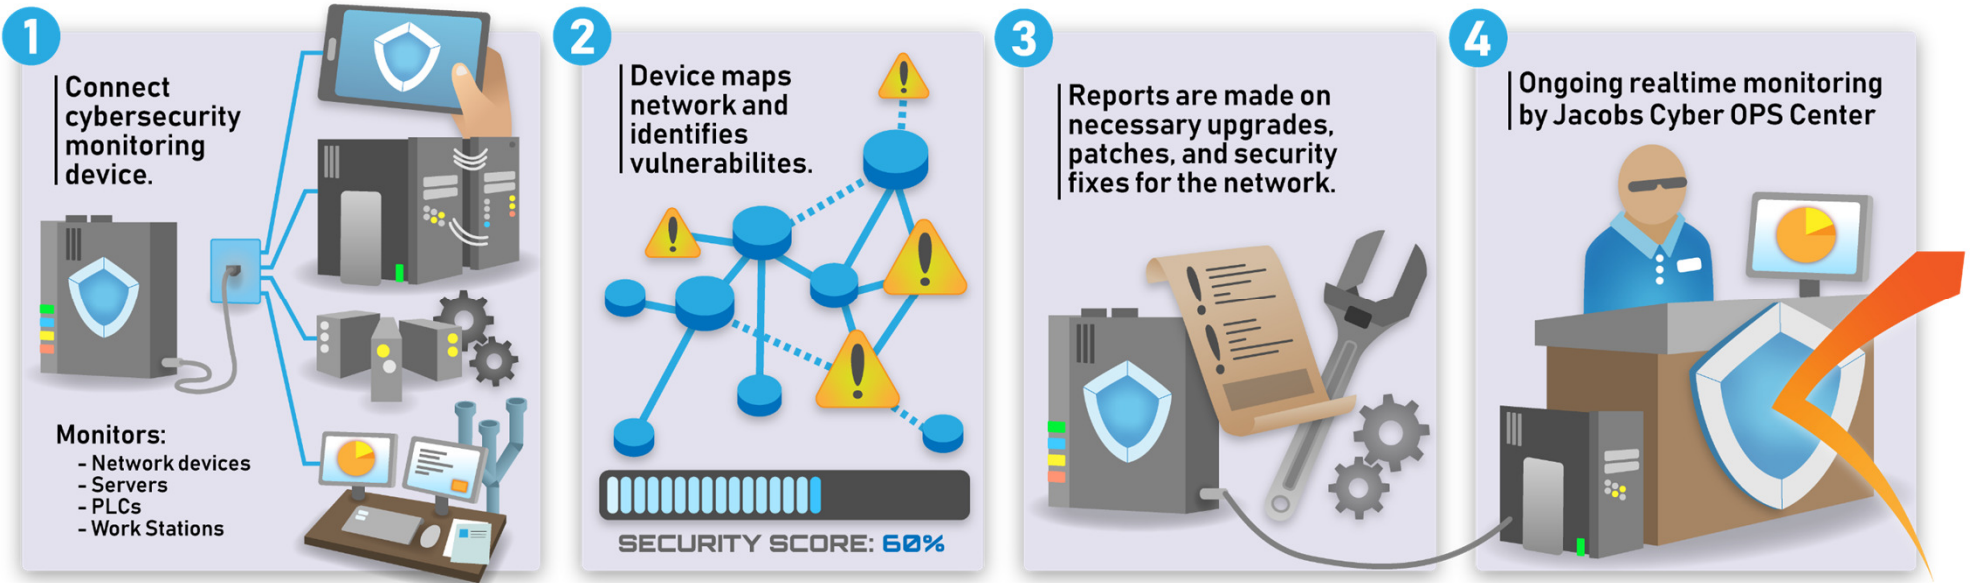 1
Connect
cybersecurity
monitoring
device.
Monitors:
- Network devices
- Servers
- PLCs
- Work Stations
2
Device maps
network and
identifies
vulnerabilites.
SECURITY SCORE: 60%
3
Reports are made on
necessary upgrades,
patches, and security
fixes for the network.
4
Ongoing realtime monitoring
by Jacobs Cyber OPS Center